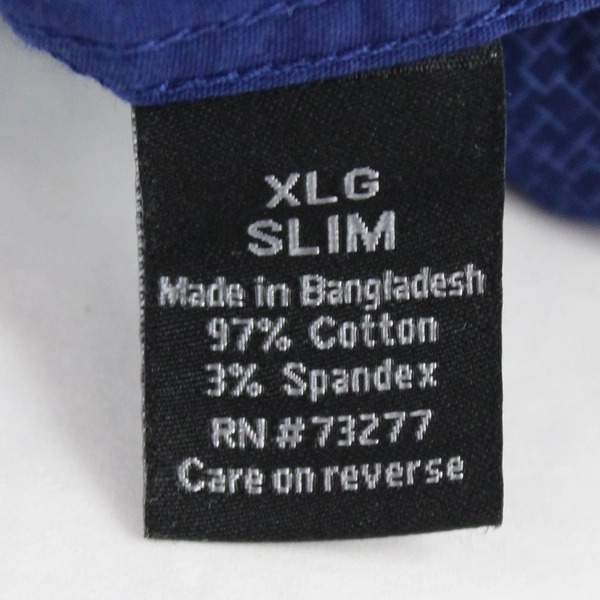 XLG
SLIM
Made in Bangladesh
97% Cotton
3% Spandex
RN#73277
Care on reverse